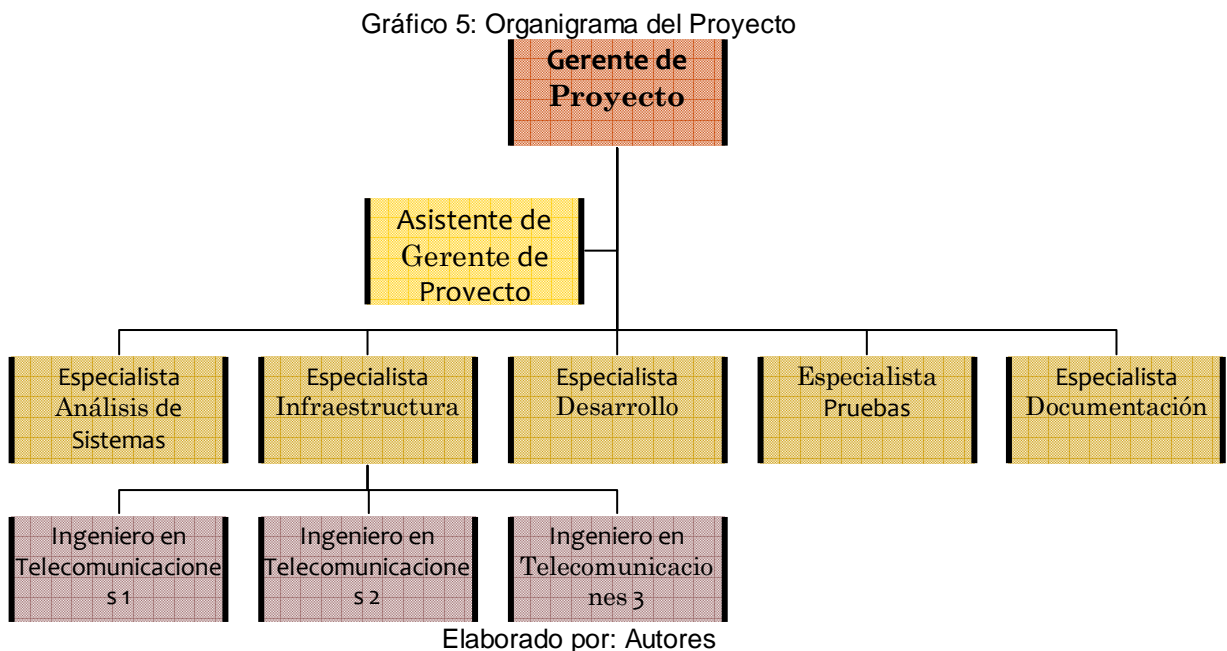 Gráfico 5: Organigrama del Proyecto
Gerente de
Proyecto
Asistente de
Gerente de
Proyecto
Especialista
Análisis de
Sistemas
Especialista
Infraestructura
Especialista
Desarrollo
Especialista
Pruebas
Especialista
Documentación
Ingeniero en
Telecomunicacione
s 1
Ingeniero en
Telecomunicacione
s 2
Ingeniero en
Telecomunicacio
nes 3
Elaborado por: Autores